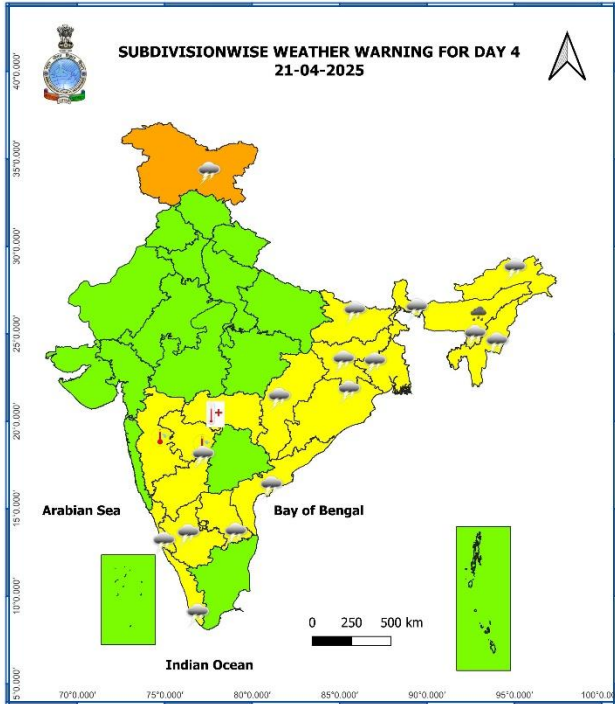 SUBDIVISIONWISE WEATHER WARNING FOR DAY 4
21-04-2025
40°0.000'
35°0.000'
30°0.000'
25°0.000'
20°0.000'
15°0.000'
10°0.000'
5°0.000'
Arabian Sea
Bay of Bengal
0 250 500 km
Indian Ocean
70°0.000' 75°0.000' 80°0.000' 85°0.000' 90°0.000' 95°0.000' 100°0.000'